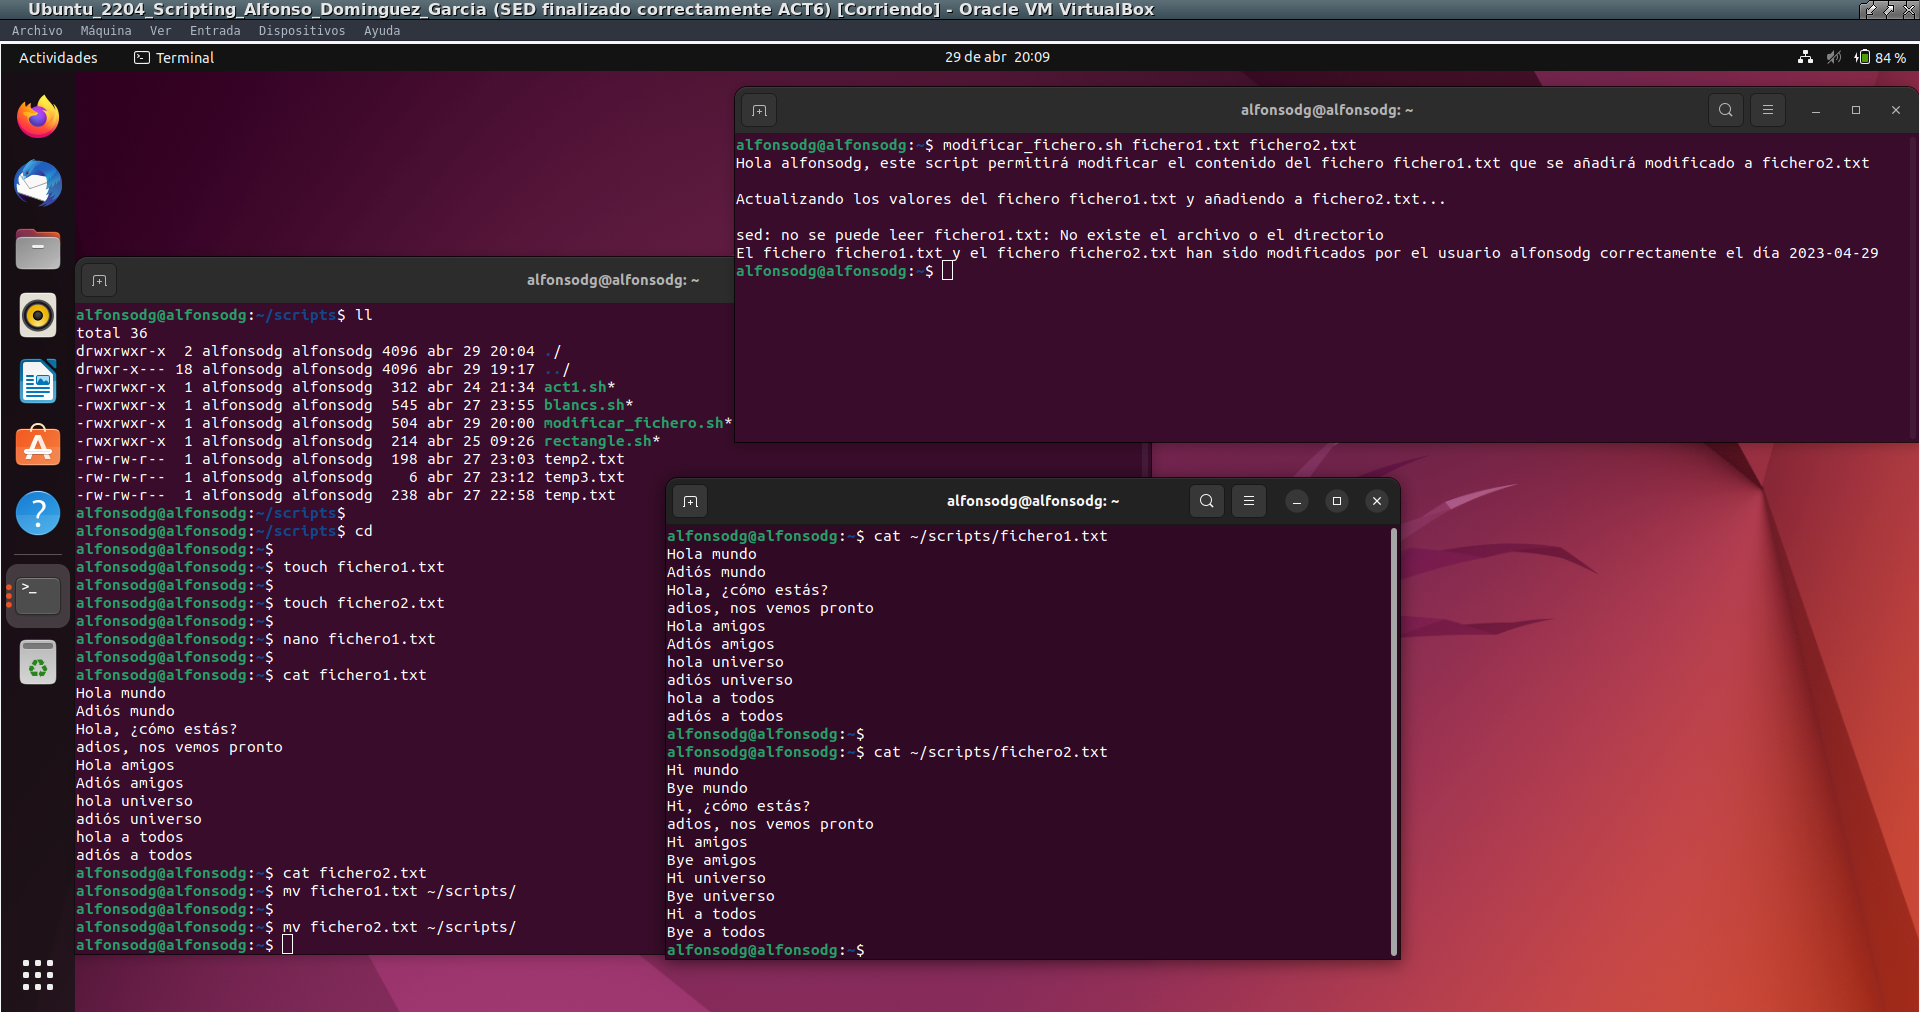 Ubuntu_2204_Scripting_Alfonso_Dominguez_Garcia (SED finalizado correctamente ACT6) [Corriendo] - Oracle VM VirtualBox
Archivo Máquina Ver Entrada Dispositivos Ayuda
Actividades Terminal 29 de abr 20:09 84 %
alfonsodg@alfonsodg: ~
alfonsodg@alfonsodg:~$ modificar_fichero.sh fichero1.txt fichero2.txt
Hola alfonsodg, este script permitirá modificar el contenido del fichero fichero1.txt que se añadirá modificado a fichero2.txt
Actualizando los valores del fichero fichero1.txt y añadiendo a fichero2.txt...
sed: no se puede leer fichero1.txt: No existe el archivo o el directorio
El fichero fichero1.txt y el fichero fichero2.txt han sido modificados por el usuario alfonsodg correctamente el día 2023-04-29
alfonsodg@alfonsodg:~$
alfonsodg@alfonsodg: ~
alfonsodg@alfonsodg:~/scripts$ ll
total 36
drwxrwxr-x 2 alfonsodg alfonsodg 4096 abr 29 20:04 ./
drwxr-x--- 18 alfonsodg alfonsodg 4096 abr 29 19:17 ../
-rwxrwxr-x 1 alfonsodg alfonsodg 312 abr 24 21:34 act1.sh*
-rwxrwxr-x 1 alfonsodg alfonsodg 545 abr 27 23:55 blancs.sh*
-rwxrwxr-x 1 alfonsodg alfonsodg 504 abr 29 20:00 modificar_fichero.sh*
-rwxrwxr-x 1 alfonsodg alfonsodg 214 abr 25 09:26 rectangle.sh*
-rw-rw-r-- 1 alfonsodg alfonsodg 198 abr 27 23:03 temp2.txt
-rw-rw-r-- 1 alfonsodg alfonsodg 6 abr 27 23:12 temp3.txt
-rw-rw-r-- 1 alfonsodg alfonsodg 238 abr 27 22:58 temp.txt
alfonsodg@alfonsodg:~/scripts$
alfonsodg@alfonsodg:~/scripts$ cd
alfonsodg@alfonsodg:~$
alfonsodg@alfonsodg:~$ touch fichero1.txt
alfonsodg@alfonsodg:~$
alfonsodg@alfonsodg:~$ touch fichero2.txt
alfonsodg@alfonsodg:~$
alfonsodg@alfonsodg:~$ nano fichero1.txt
alfonsodg@alfonsodg:~$
alfonsodg@alfonsodg:~$ cat fichero1.txt
Hola mundo
Adiós mundo
Hola, ¿cómo estás?
adios, nos vemos pronto
Hola amigos
Adiós amigos
hola universo
adiós universo
hola a todos
adiós a todos
alfonsodg@alfonsodg:~$ cat fichero2.txt
alfonsodg@alfonsodg:~$ mv fichero1.txt ~/scripts/
alfonsodg@alfonsodg:~$
alfonsodg@alfonsodg:~$ mv fichero2.txt ~/scripts/
alfonsodg@alfonsodg:~$
alfonsodg@alfonsodg: ~
alfonsodg@alfonsodg:~$ cat ~/scripts/fichero1.txt
Hola mundo
Adiós mundo
Hola, ¿cómo estás?
adios, nos vemos pronto
Hola amigos
Adiós amigos
hola universo
adiós universo
hola a todos
adiós a todos
alfonsodg@alfonsodg:~$
alfonsodg@alfonsodg:~$ cat ~/scripts/fichero2.txt
Hi mundo
Bye mundo
Hi, ¿cómo estás?
adios, nos vemos pronto
Hi amigos
Bye amigos
Hi universo
Bye universo
Hi a todos
Bye a todos
alfonsodg@alfonsodg:~$